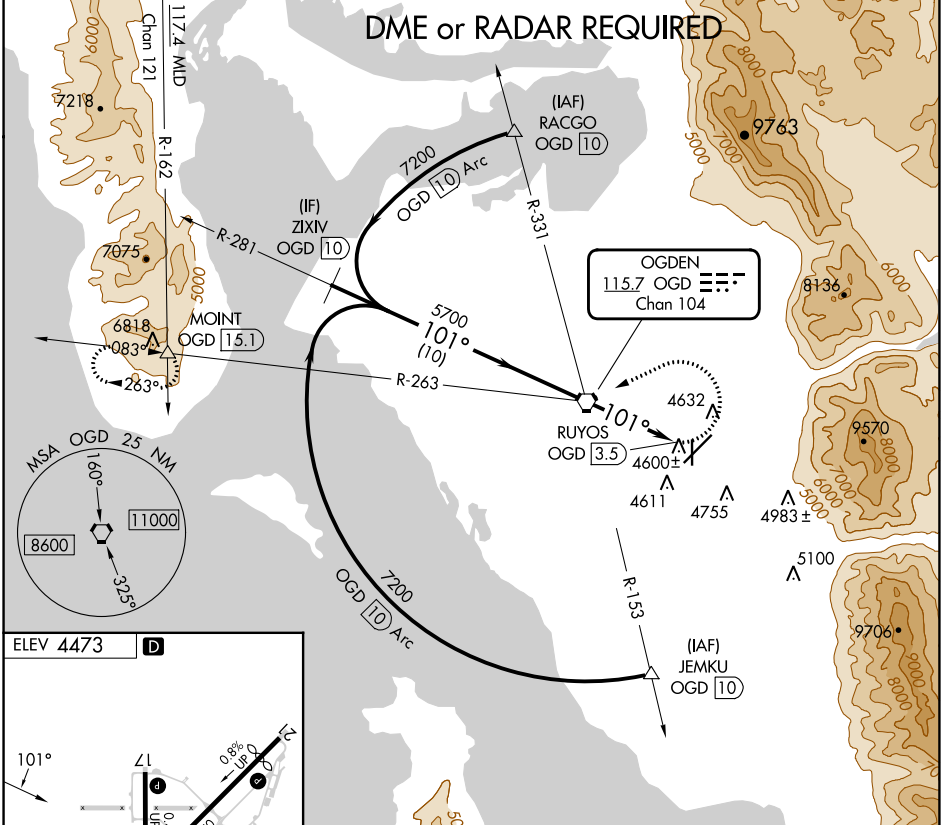 DME or RADAR REQUIRED
117.4 MLD
Chan 121
R-162
6000
7218
7075
5000
6818
083°
263°
MOINT
OGD 15.1
R-281
(IF)
ZIXIV
OGD 10
7200
OGD 10 Arc
(IAF)
RACGO
OGD 10
R-331
8000
9763
5000
7000
OGDEN
115.7 OGD
Chan 104
8136
6000
5700
101°
(10)
R-263
101°
RUYOS
OGD 3.5
4632
4600±
4611
4755
4983±
5100
9570
8000
7000
6000
5000
MSA OGD 25 NM
160°
11000
8600
325°
7200
OGD 10 Arc
R-153
(IAF)
JEMKU
OGD 10
9706
9000
8000
ELEV 4473
D
101°
17
21
0.8%
UP
P
P
UP